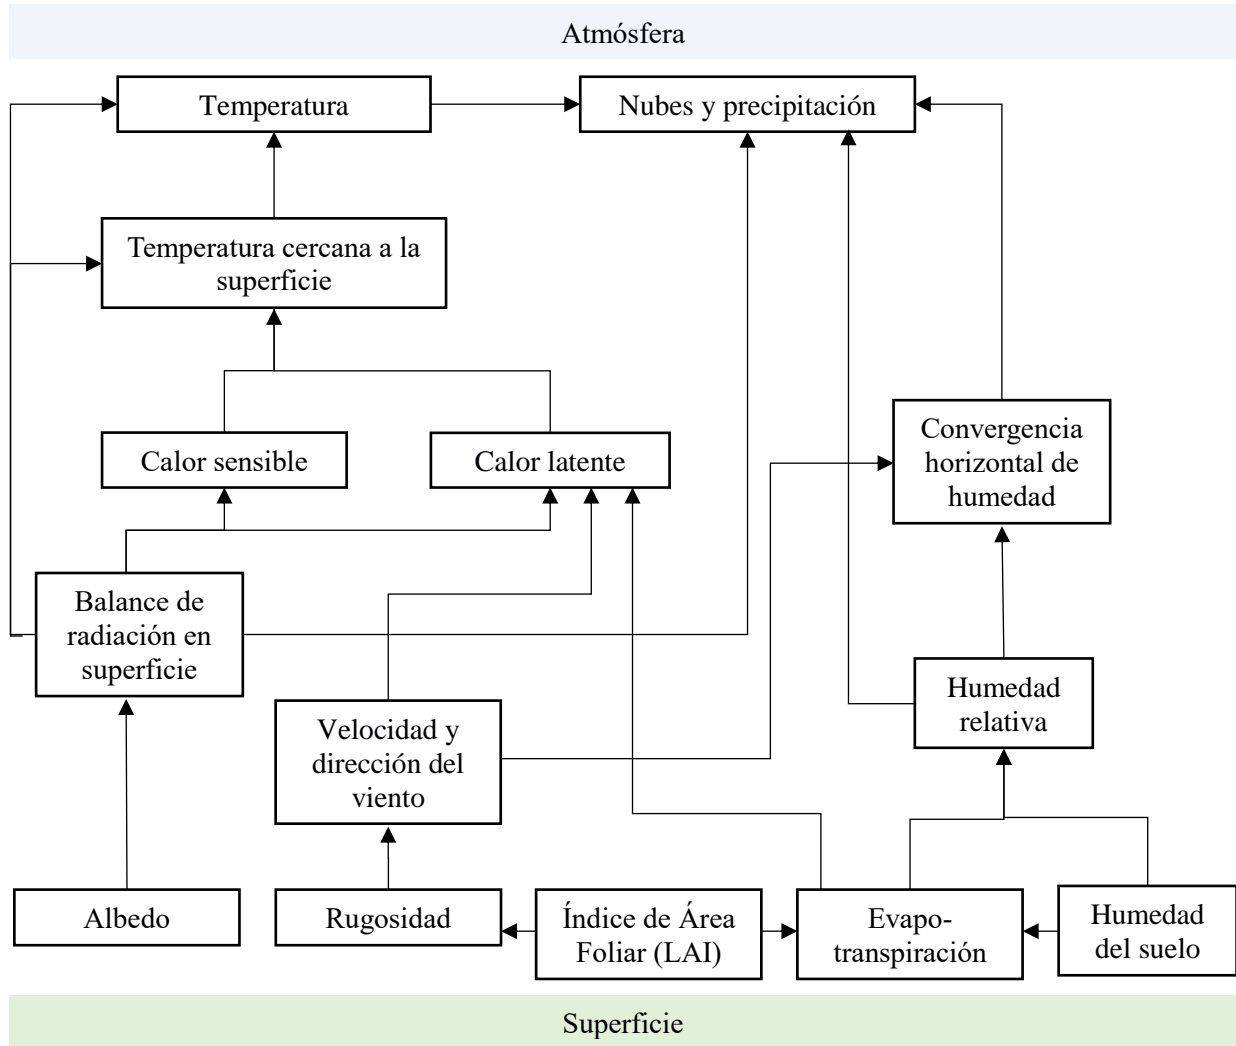 Atmósfera
Temperatura
Nubes y precipitación
Temperatura cercana a la
superficie
Calor sensible
Calor latente
Convergencia
horizontal de
humedad
Balance de
radiación en
superficie
Velocidad y
dirección del
viento
Humedad
relativa
Albedo
Rugosidad
Índice de Área
Foliar (LAI)
Evapo-
transpiración
Humedad
del suelo
Superficie